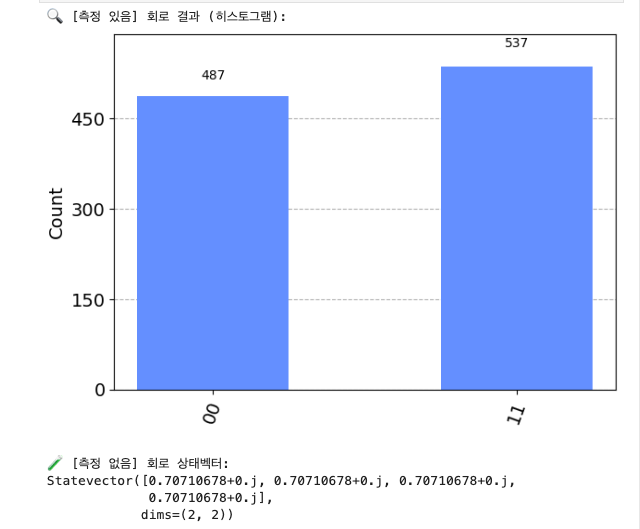 🔍 [측정 있음] 회로 결과 (히스토그램):
487
537
450
300
150
0
Count
00
11
🧪 [측정 없음] 회로 상태벡터:
Statevector([0.70710678+0.j, 0.70710678+0.j, 0.70710678+0.j,
0.70710678+0.j],
dims=(2, 2))